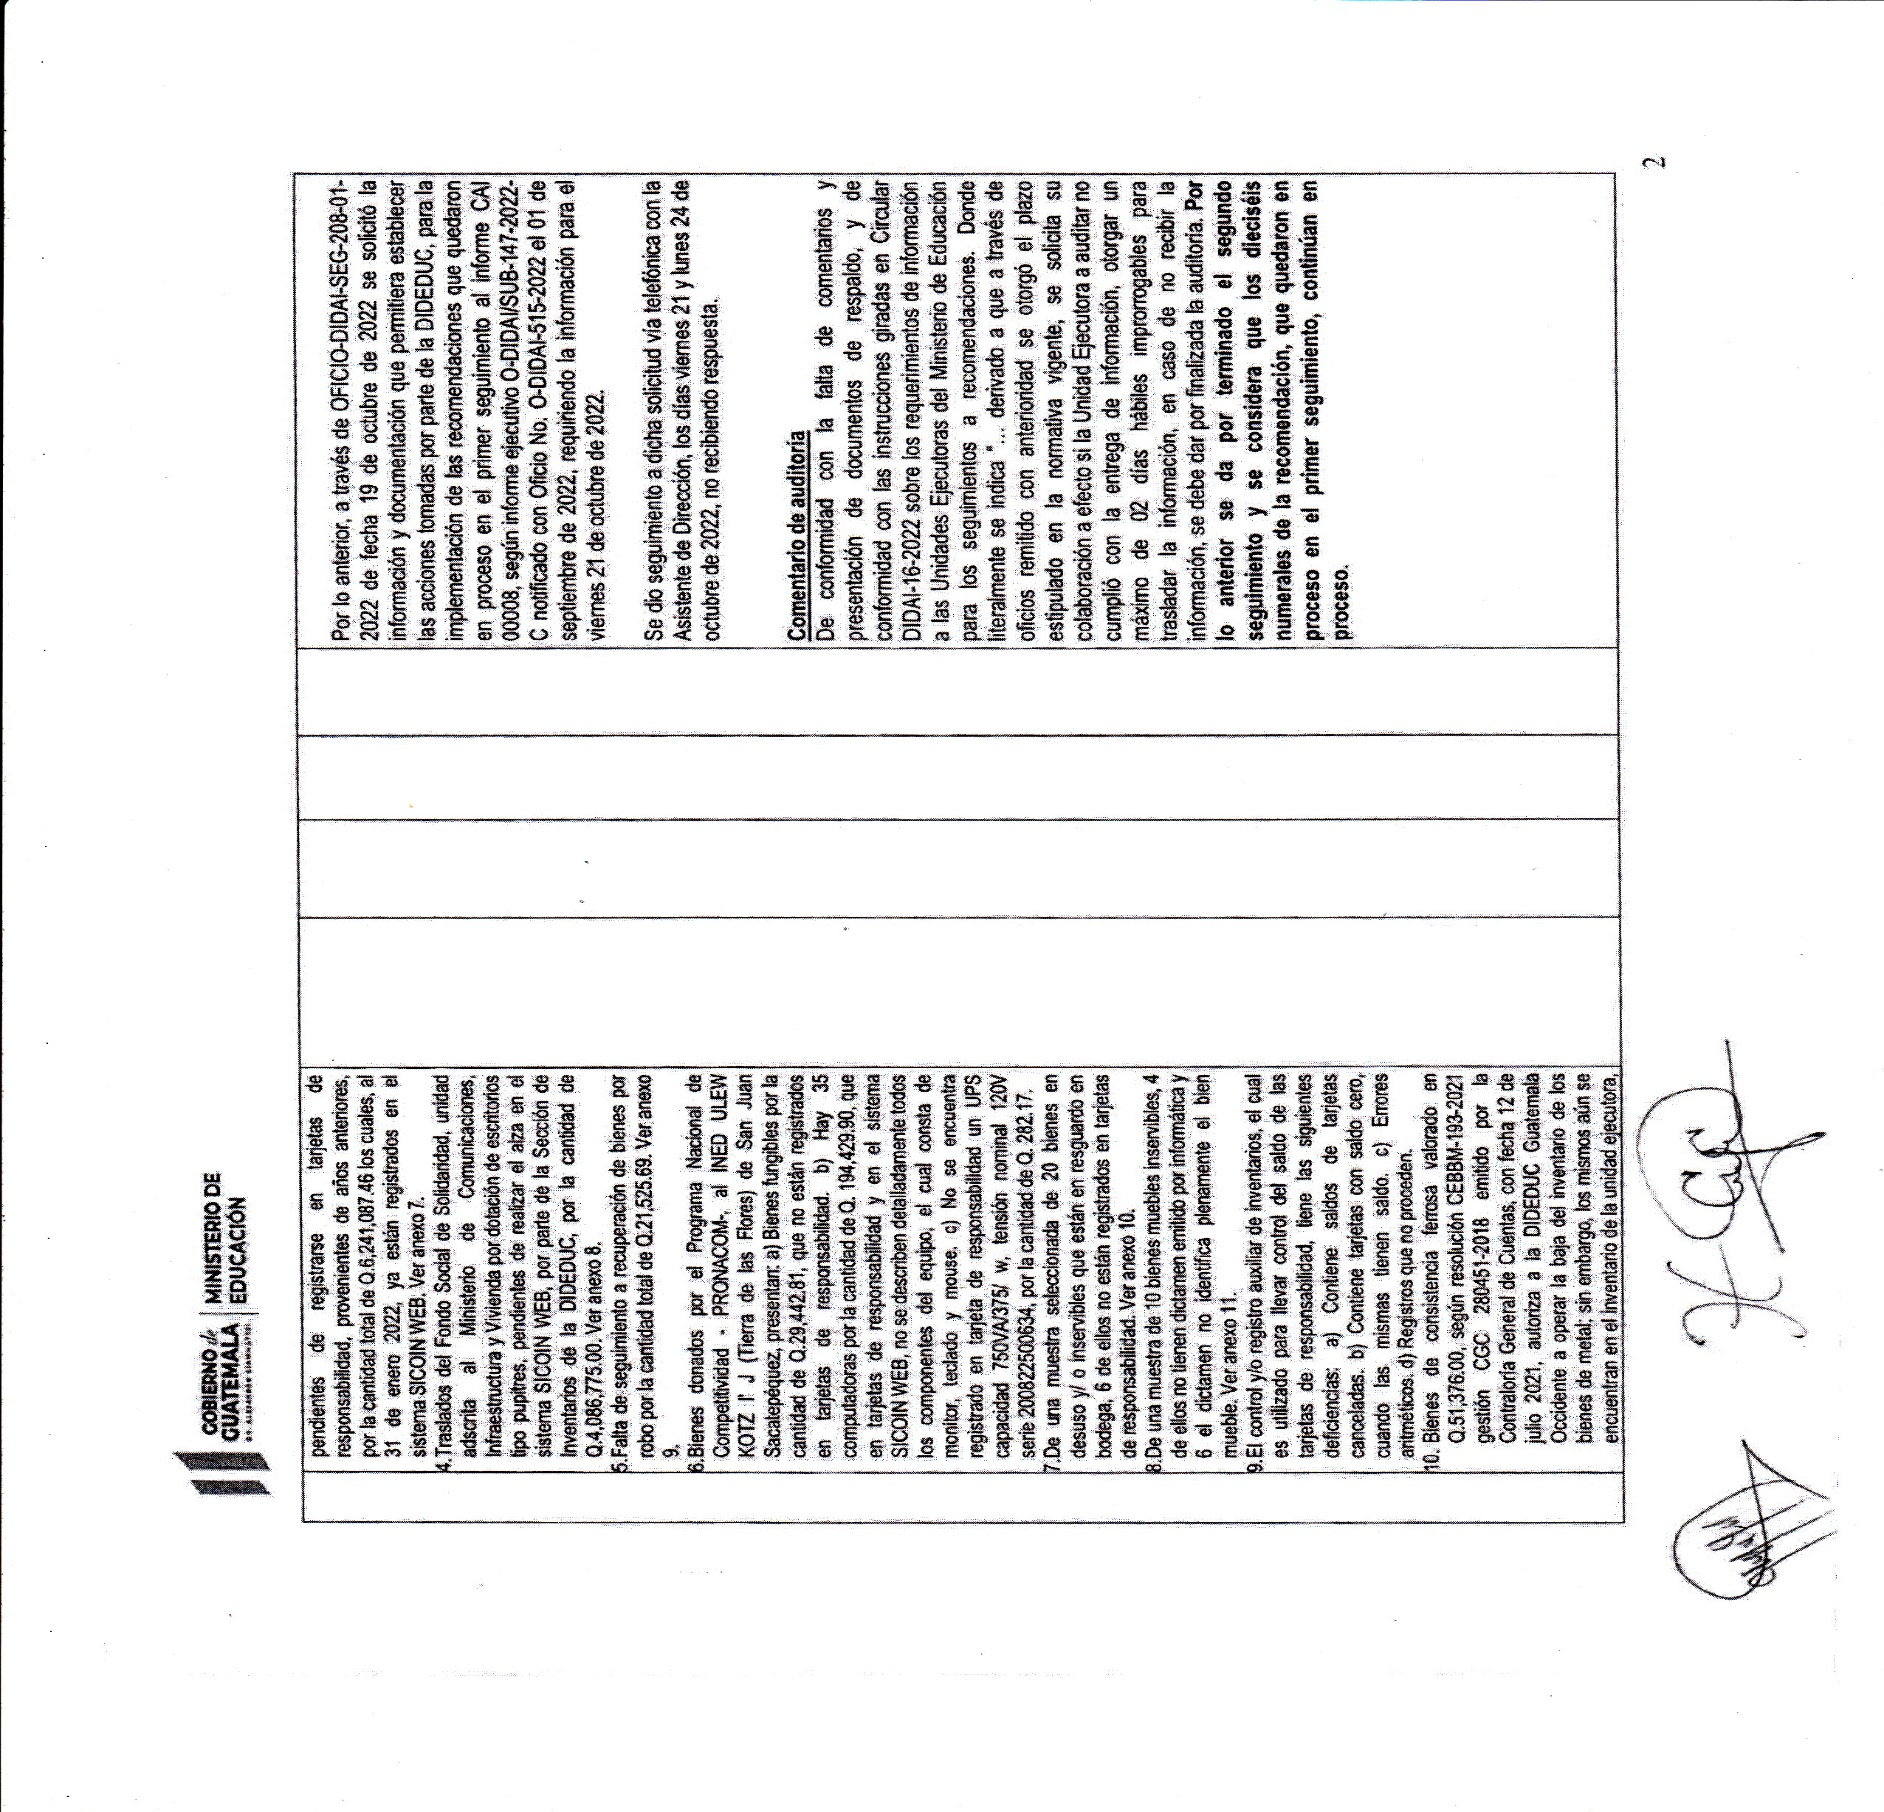 GOBIERNO de
GUATEMALA
DR. ALEJANDRO GIAMMATTEI
MINISTERIO DE
EDUCACIÓN
pendientes de registrarse en tarjetas de
responsabilidad, provenientes de años anteriores,
por la cantidad total de Q.6,241,087.46 los cuales, al
31 de enero 2022, ya están registrados en el
sistema SICOIN WEB. Ver anexo 7.
4.Traslados del Fondo Social de Solidaridad, unidad
adscrita al Ministerio de Comunicaciones,
Infraestructura y Vivienda por dotación de escritorios
tipo pupitres, pendientes de realizar el alza en el
sistema SICOIN WEB, por parte de la Sección de
Inventarios de la DIDEDUC, por la cantidad de
Q.4,086,775.00. Ver anexo 8.
5.Falta de seguimiento a recuperación de bienes por
robo por la cantidad total de Q.21,525.69. Ver anexo
9.
6.Bienes donados por el Programa Nacional de
Competitividad - PRONACOM-, al INED ULEW
KOTZ I' J (Tierra de las Flores) de San Juan
Sacatepéquez, presentan: a) Bienes fungibles por la
cantidad de Q.29,442.81, que no están registrados
en tarjetas de responsabilidad. b) Hay 35
computadoras por la cantidad de Q. 194,429.90, que
en tarjetas de responsabilidad y en el sistema
SICOIN WEB, no se describen detalladamente todos
los componentes del equipo, el cual consta de
monitor, teclado y mouse. c) No se encuentra
registrado en tarjeta de responsabilidad un UPS
capacidad 750VA/375/ w, tensión nominal 120V
serie 200822500634, por la cantidad de Q. 282.17.
7.De una muestra seleccionada de 20 bienes en
desuso y/ o inservibles que están en resguardo en
bodega, 6 de ellos no están registrados en tarjetas
de responsabilidad. Ver anexo 10.
8.De una muestra de 10 bienes muebles inservibles, 4
de ellos no tienen dictamen emitido por informática y
6 el dictamen no identifica plenamente el bien
mueble. Ver anexo 11.
9.El control y/o registro auxiliar de inventarios, el cual
es utilizado para llevar control del saldo de las
tarjetas de responsabilidad, tiene las siguientes
deficiencias: a) Contiene saldos de tarjetas
canceladas. b) Contiene tarjetas con saldo cero,
cuando las mismas tienen saldo. c) Errores
aritméticos. d) Registros que no proceden.
10. Bienes de consistencia ferrosa valorado en
Q.51,376.00, según resolución CEBBM-193-2021
gestión CGC 280451-2018 emitido por la
Contraloría General de Cuentas, con fecha 12 de
julio 2021, autoriza a la DIDEDUC Guatemala
Occidente a operar la baja del inventario de los
bienes de metal; sin embargo, los mismos aún se
encuentran en el inventario de la unidad ejecutora,
Por lo anterior, a través de OFICIO-DIDAI-SEG-208-01-
2022 de fecha 19 de octubre de 2022 se solicitó la
información y documentación que permitiera establecer
las acciones tomadas por parte de la DIDEDUC, para la
implementación de las recomendaciones que quedaron
en proceso en el primer seguimiento al informe CAI
00008, según informe ejecutivo O-DIDAI/SUB-147-2022-
C notificado con Oficio No. O-DIDAI-515-2022 el 01 de
septiembre de 2022, requiriendo la información para el
viernes 21 de octubre de 2022.
Se dio seguimiento a dicha solicitud vía telefónica con la
Asistente de Dirección, los días viernes 21 y lunes 24 de
octubre de 2022, no recibiendo respuesta.
Comentario de auditoría
De conformidad con la falta de comentarios y
presentación de documentos de respaldo, y de
conformidad con las instrucciones giradas en Circular
DIDAI-16-2022 sobre los requerimientos de información
a las Unidades Ejecutoras del Ministerio de Educación
para los seguimientos a recomendaciones. Donde
literalmente se indica "... derivado a que a través de
oficios remitido con anterioridad se otorgó el plazo
estipulado en la normativa vigente, se solicita su
colaboración a efecto si la Unidad Ejecutora a auditar no
cumplió con la entrega de información, otorgar un
máximo de 02 días hábiles improrrogables para
trasladar la información, en caso de no recibir la
información, se debe dar por finalizada la auditoría. Por
lo anterior se da por terminado el segundo
seguimiento y se considera que los dieciséis
numerales de la recomendación, que quedaron en
proceso en el primer seguimiento, continúan en
proceso.
2